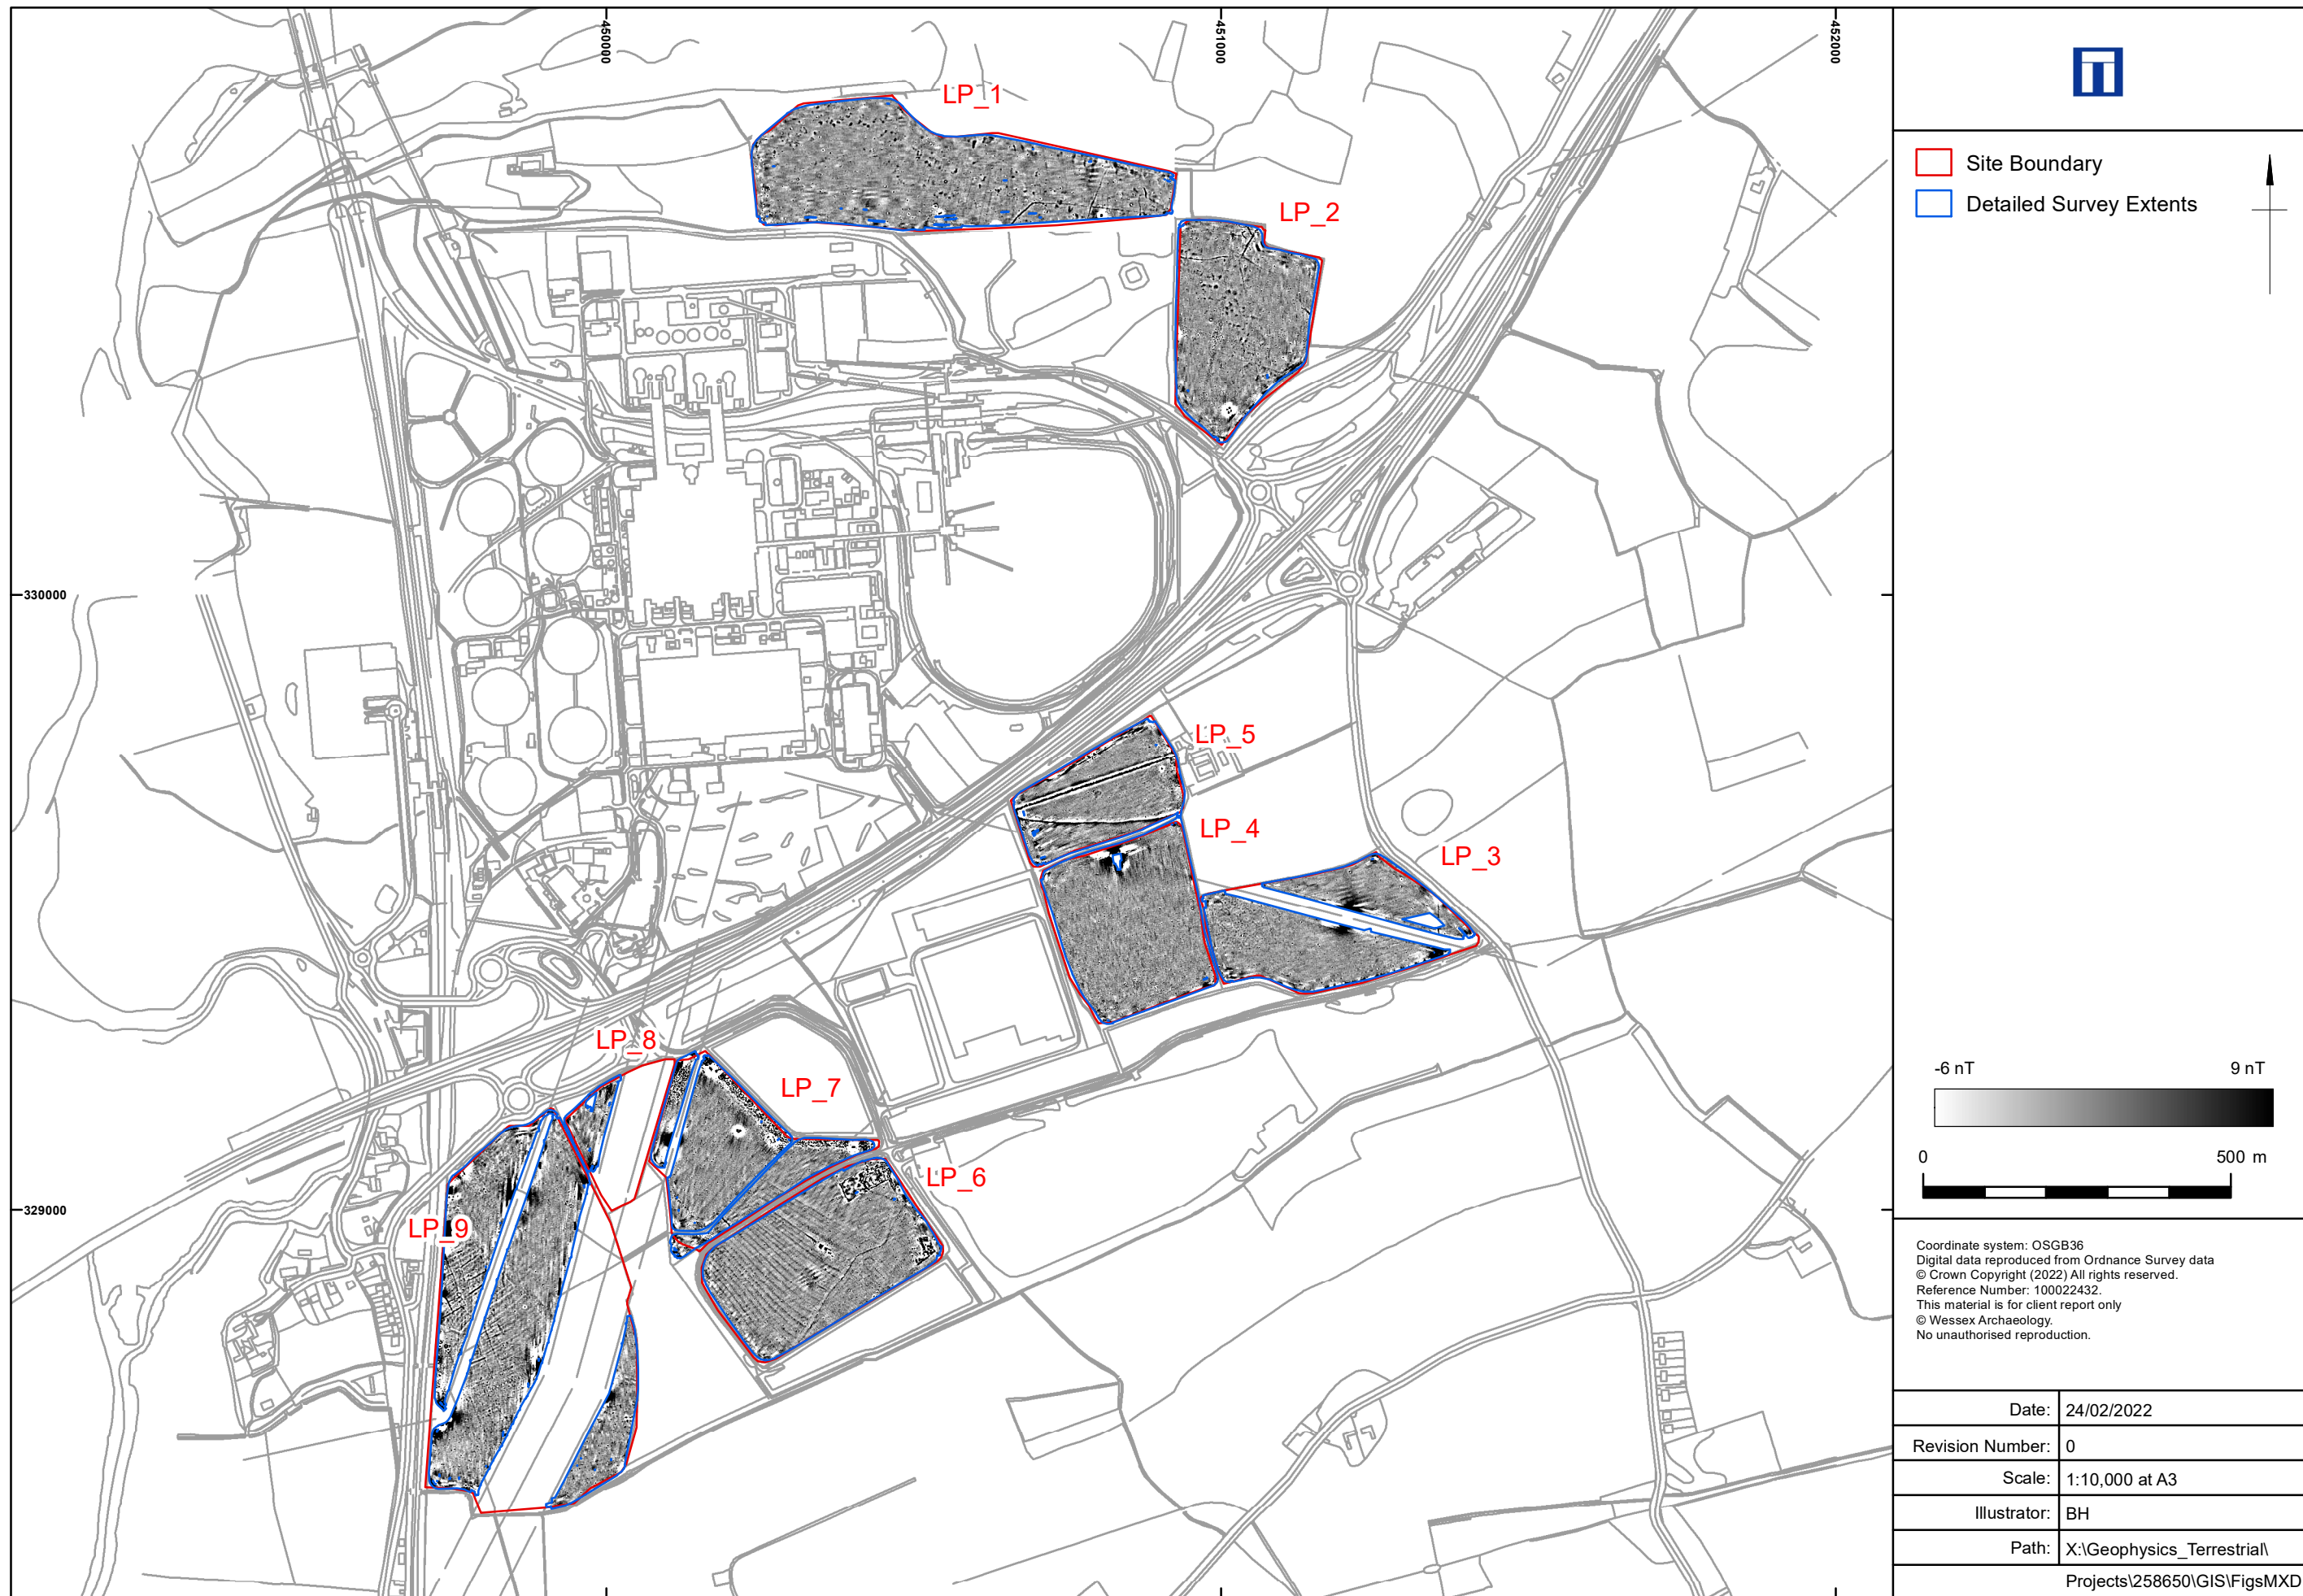 450000
451000
452000
LP_1
LP_2
330000
LP_5
LP_4
LP_3
LP_8
LP_7
LP_6
329000
LP_9
Site Boundary
Detailed Survey Extents
-6 nT 9 nT
0 500 m
Coordinate system: OSGB36
Digital data reproduced from Ordnance Survey data
© Crown Copyright (2022) All rights reserved.
Reference Number: 100022432.
This material is for client report only
© Wessex Archaeology.
No unauthorised reproduction.
Date: 24/02/2022
Revision Number: 0
Scale: 1:10,000 at A3
Illustrator: BH
Path: X:\Geophysics_Terrestrial\
Projects\258650\GIS\FigsMXD